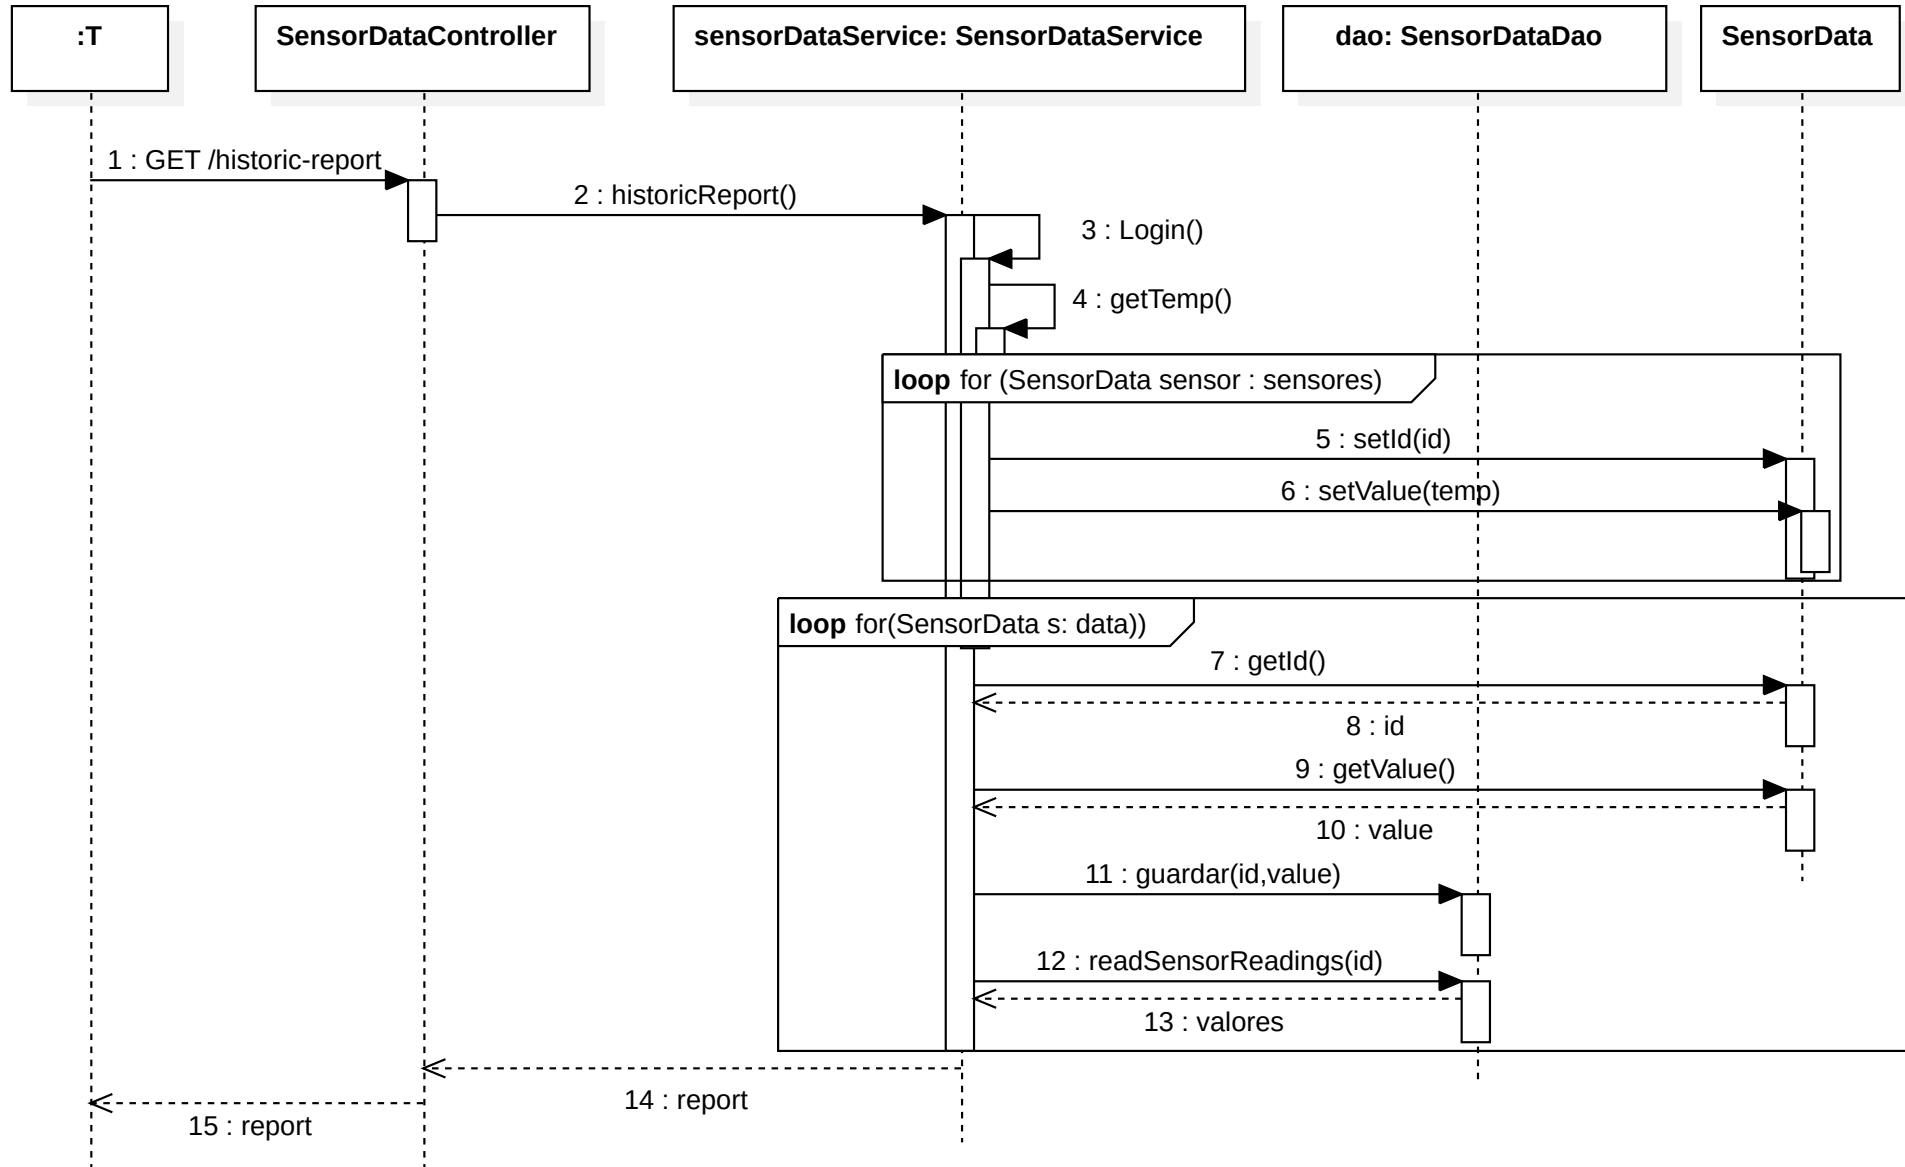 :T
SensorDataController
sensorDataService: SensorDataService
dao: SensorDataDao
SensorData
1 : GET /historic-report
2 : historicReport()
3 : Login()
4 : getTemp()
loop for (SensorData sensor : sensores)
5 : setId(id)
6 : setValue(temp)
loop for(SensorData s: data))
7 : getId()
8 : id
9 : getValue()
10 : value
11 : guardar(id,value)
12 : readSensorReadings(id)
13 : valores
14 : report
15 : report